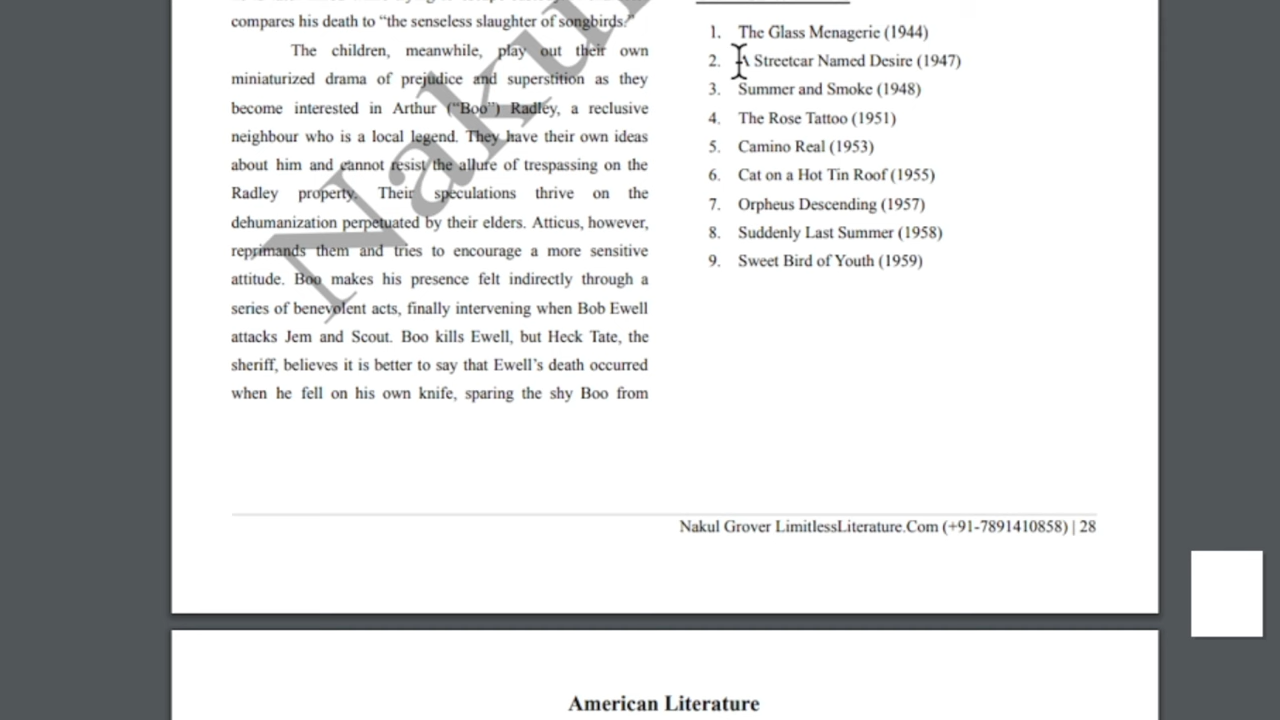 compares his death to “the senseless slaughter of songbirds.”
The children, meanwhile, play out their own
miniaturized drama of prejudice and superstition as they
become interested in Arthur (“Boo”) Radley, a reclusive
neighbour who is a local legend. They have their own ideas
about him and cannot resist the allure of trespassing on the
Radley property. Their speculations thrive on the
dehumanization perpetuated by their elders. Atticus, however,
reprimands them and tries to encourage a more sensitive
attitude. Boo makes his presence felt indirectly through a
series of benevolent acts, finally intervening when Bob Ewell
attacks Jem and Scout. Boo kills Ewell, but Heck Tate, the
sheriff, believes it is better to say that Ewell’s death occurred
when he fell on his own knife, sparing the shy Boo from
1. The Glass Menagerie (1944)
2. A Streetcar Named Desire (1947)
3. Summer and Smoke (1948)
4. The Rose Tattoo (1951)
5. Camino Real (1953)
6. Cat on a Hot Tin Roof (1955)
7. Orpheus Descending (1957)
8. Suddenly Last Summer (1958)
9. Sweet Bird of Youth (1959)
Nakul
Nakul Grover LimitlessLiterature.Com (+91-7891410858) | 28
American Literature